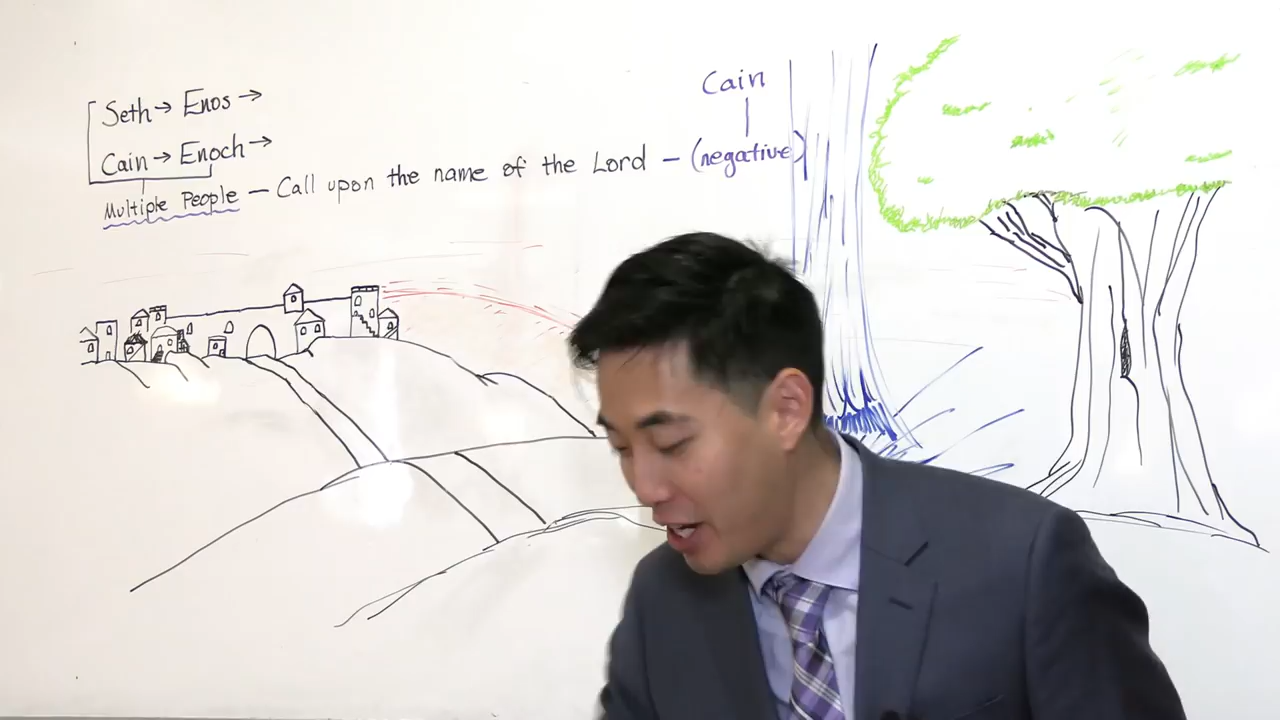 Seth → Enos →
Cain → Enoch →
Multiple People — Call upon the name of the Lord — (negative)
Cain